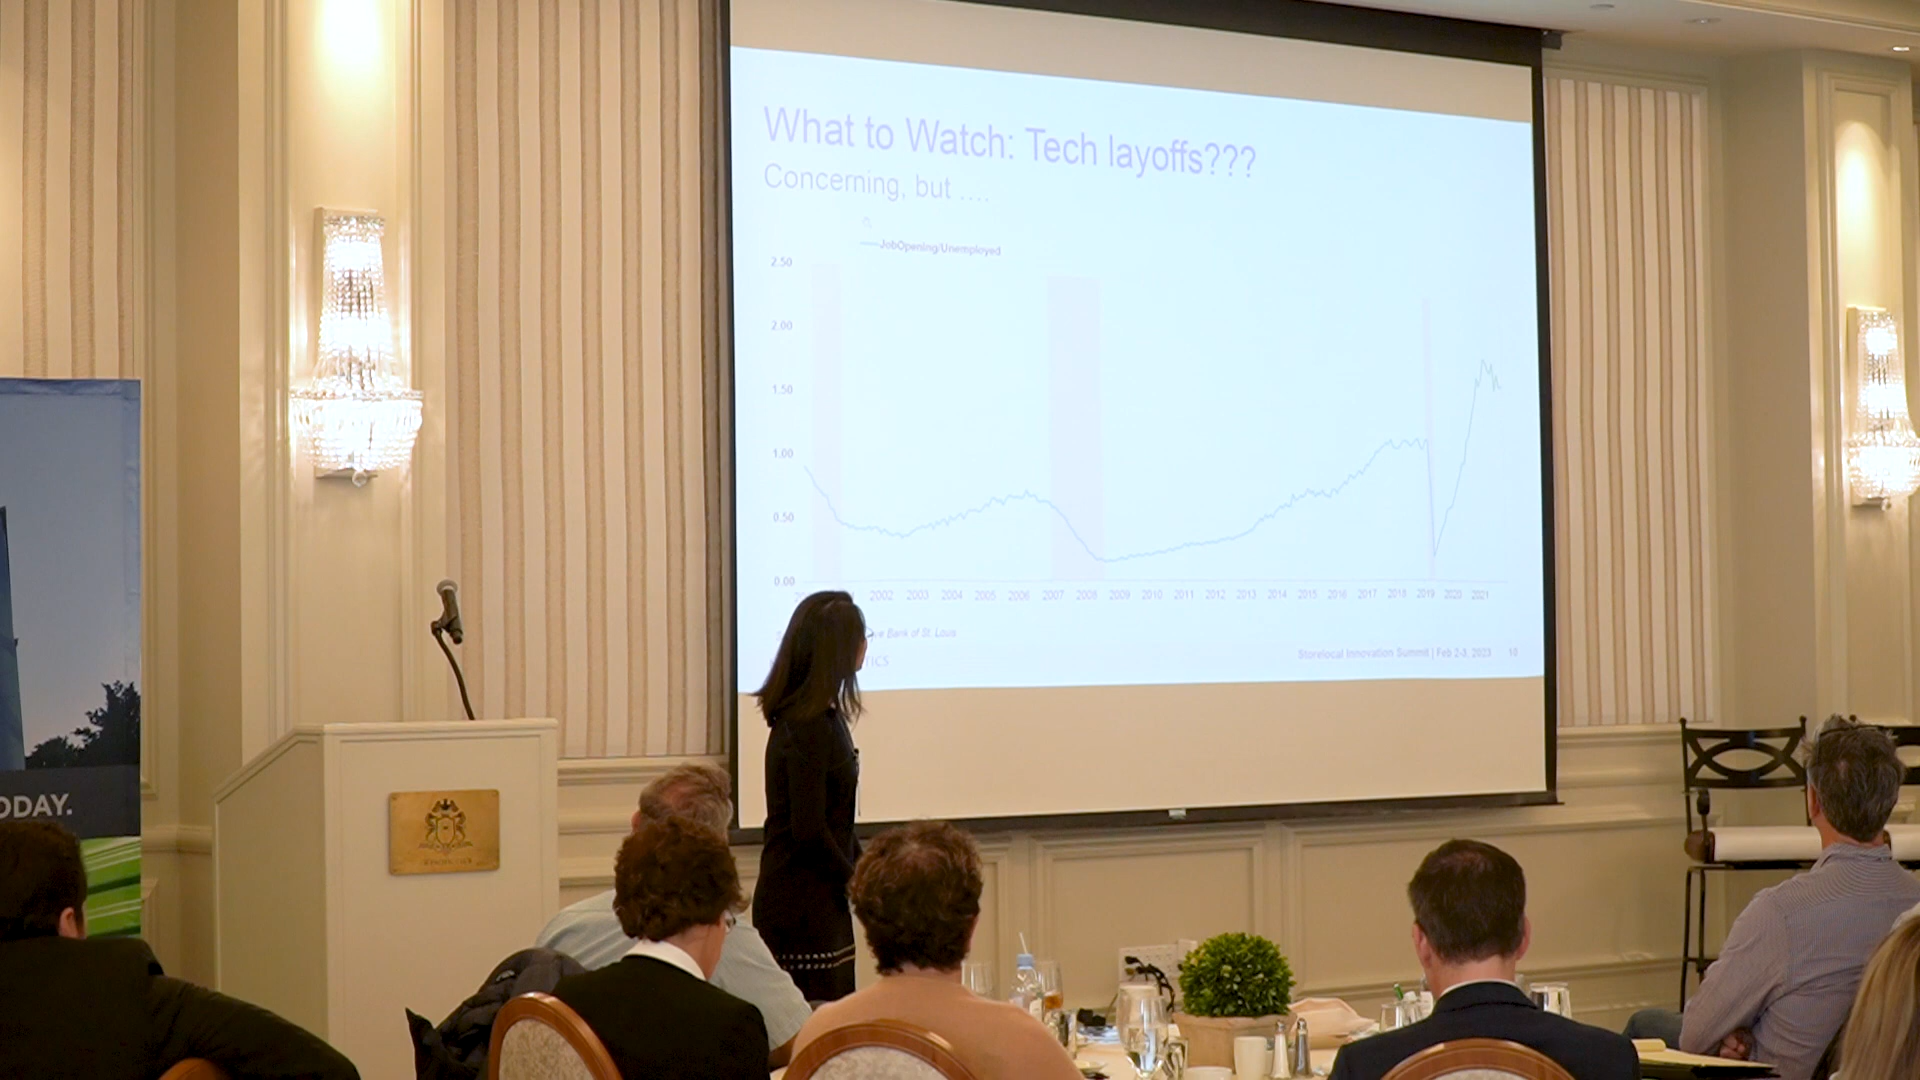 What to Watch: Tech layoffs???
Concerning, but ....
JobOpening/Unemployed
2.50
2.00
1.50
1.00
0.50
0.00
2002 2003 2004 2005 2006 2007 2008 2009 2010 2011 2012 2013 2014 2015 2016 2017 2018 2019 2020 2021
Bank of St. Louis
Storelocal Innovation Summit | Feb 2-3, 2023 10
TICS
ODAY.